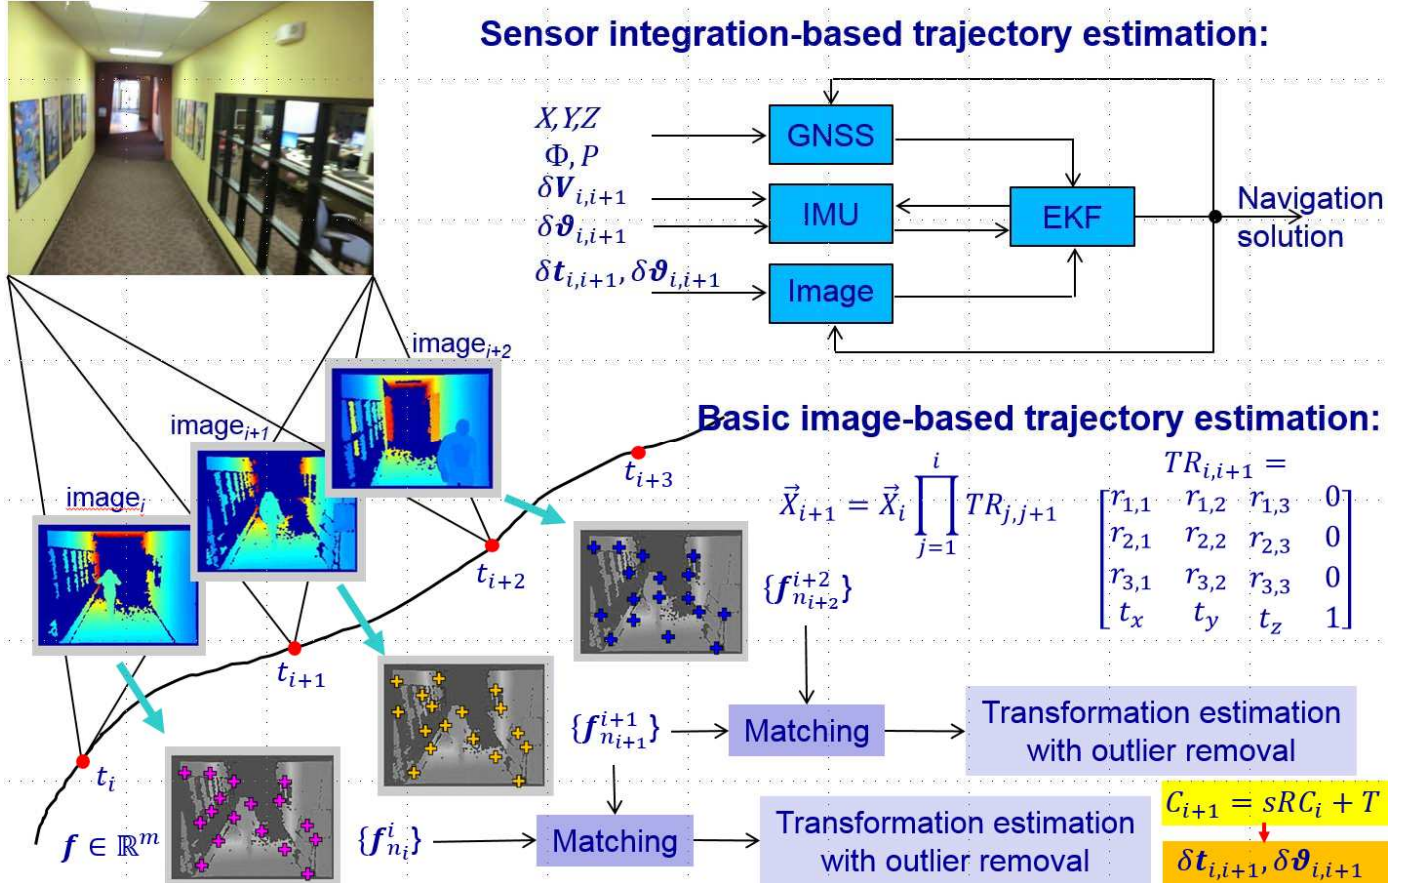 Sensor integration-based trajectory estimation:
X,Y,Z
Φ, P
δV_{i,i+1}
δϑ_{i,i+1}
δt_{i,i+1}, δϑ_{i,i+1}
GNSS
IMU
Image
EKF
Navigation
solution
image_{i+2}
image_{i+1}
image_i
Basic image-based trajectory estimation:
t_{i+3}
t_{i+2}
t_{i+1}
t_i
\vec{X}_{i+1} = \vec{X}_i \prod_{j=1}^{i} TR_{j,j+1}
TR_{i,i+1} =
r_{1,1} r_{1,2} r_{1,3} 0
r_{2,1} r_{2,2} r_{2,3} 0
r_{3,1} r_{3,2} r_{3,3} 0
t_x t_y t_z 1
{f^{i+2}_{n_{i+2}}}
{f^{i+1}_{n_{i+1}}}
Matching
Transformation estimation
with outlier removal
f ∈ ℝ^m
{f^i_{n_i}}
Matching
Transformation estimation
with outlier removal
C_{i+1} = sRC_i + T
δt_{i,i+1}, δϑ_{i,i+1}